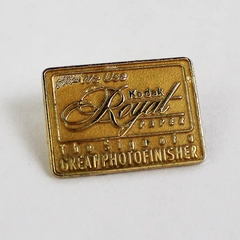 We Use
Kodak
Royal
PAPER
The Sign of a
GREAT PHOTOFINISHER